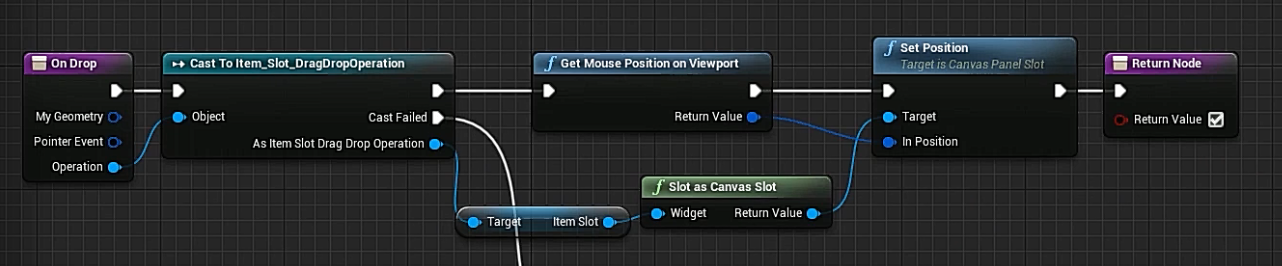 On Drop
My Geometry
Pointer Event
Operation
Cast To Item_Slot_DragDropOperation
Object
Cast Failed
As Item Slot Drag Drop Operation
Target Item Slot
f Get Mouse Position on Viewport
Return Value
f Slot as Canvas Slot
Widget Return Value
f Set Position
Target is Canvas Panel Slot
Target
In Position
Return Node
Return Value